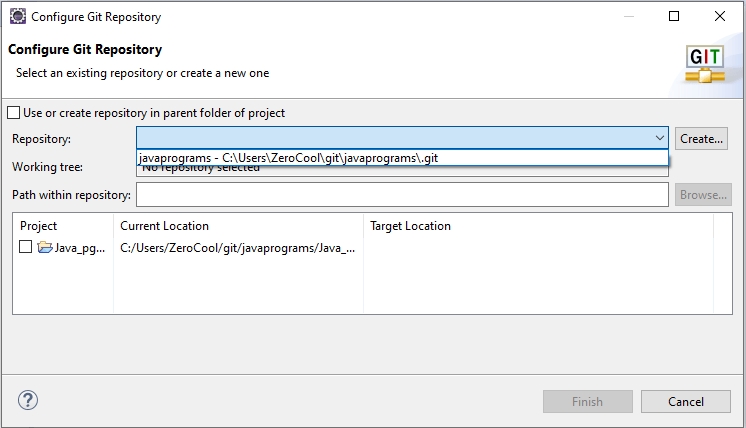 Configure Git Repository
Configure Git Repository
Select an existing repository or create a new one
GIT
Use or create repository in parent folder of project
Repository: Create...
javaprograms - C:\Users\ZeroCool\git\javaprograms\.git
Working tree: No repository selected
Path within repository: Browse...
Project Current Location Target Location
Java_pg... C:/Users/ZeroCool/git/javaprograms/Java_...
? Finish Cancel